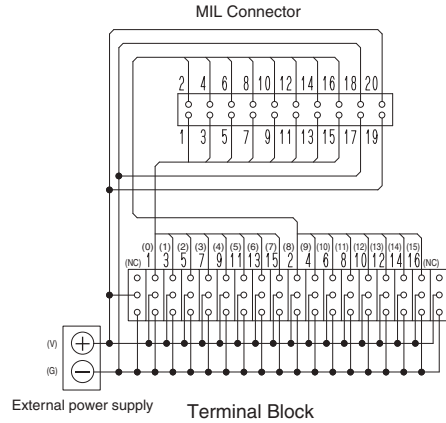 MIL Connector
2 4 6 8 10 12 14 16 18 20
1 3 5 7 9 11 13 15 17 19
(0) (1) (2) (3) (4) (5) (6) (7) (8) (9) (10) (11) (12) (13) (14) (15)
(NC) 1 3 5 7 9 11 13 15 2 4 6 8 10 12 14 16 (NC)
(V) +
(G) −
External power supply
Terminal Block